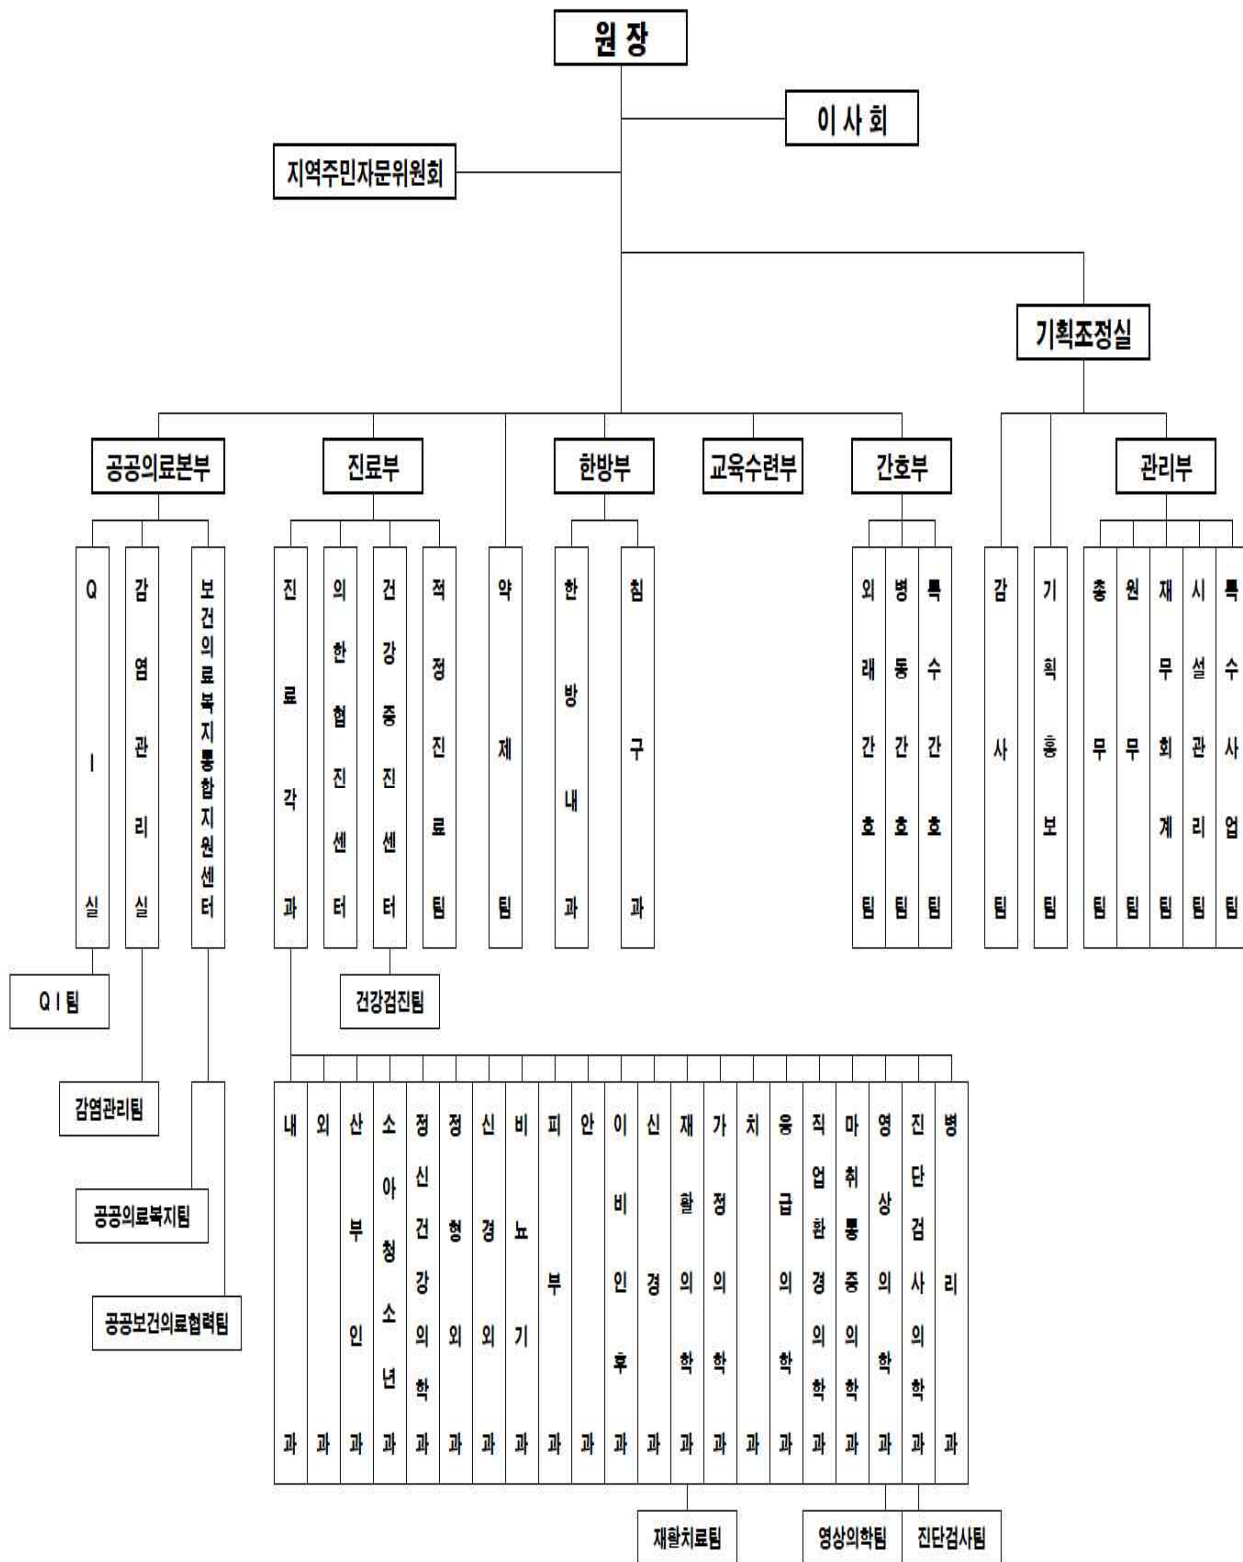 원 장
이 사 회
지역주민자문위원회
기획조정실
공공의료본부
진료부
한방부
교육수련부
간호부
관리부
Q I 실
감염관리실
보건의료복지통합지원센터
진료각과
의한협진센터
건강증진센터
적정진료팀
약제팀
한방내과
침구과
외래간호팀
병동간호팀
특수간호팀
감사팀
기획홍보팀
총무팀
원무팀
재무회계팀
시설관리팀
특수사업팀
Q I 팀
건강검진팀
감염관리팀
공공의료복지팀
공공보건의료협력팀
내과
외과
산부인과
소아청소년과
정신건강의학과
정형외과
신경외과
비뇨기과
피부과
안과
이비인후과
신경과
재활의학과
가정의학과
치과
응급의학과
직업환경의학과
마취통증의학과
영상의학과
진단검사의학과
병리과
재활치료팀
영상의학팀
진단검사팀